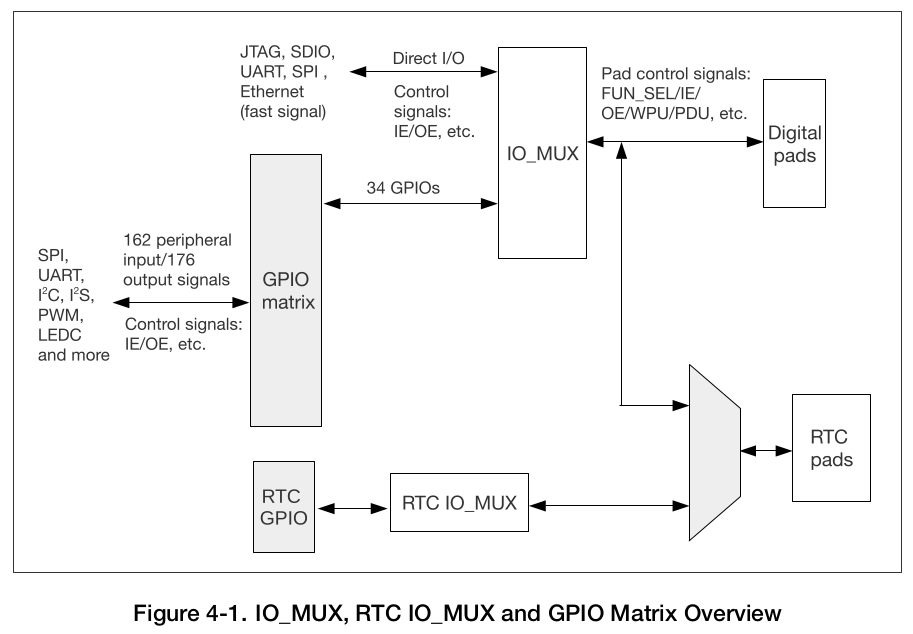 JTAG, SDIO,
UART, SPI ,
Ethernet
(fast signal)
Direct I/O
Control
signals:
IE/OE, etc.
IO_MUX
Pad control signals:
FUN_SEL/IE/
OE/WPU/PDU, etc.
Digital
pads
34 GPIOs
SPI,
UART,
I²C, I²S,
PWM,
LEDC
and more
162 peripheral
input/176
output signals
Control signals:
IE/OE, etc.
GPIO
matrix
RTC
GPIO
RTC IO_MUX
RTC
pads
Figure 4-1. IO_MUX, RTC IO_MUX and GPIO Matrix Overview